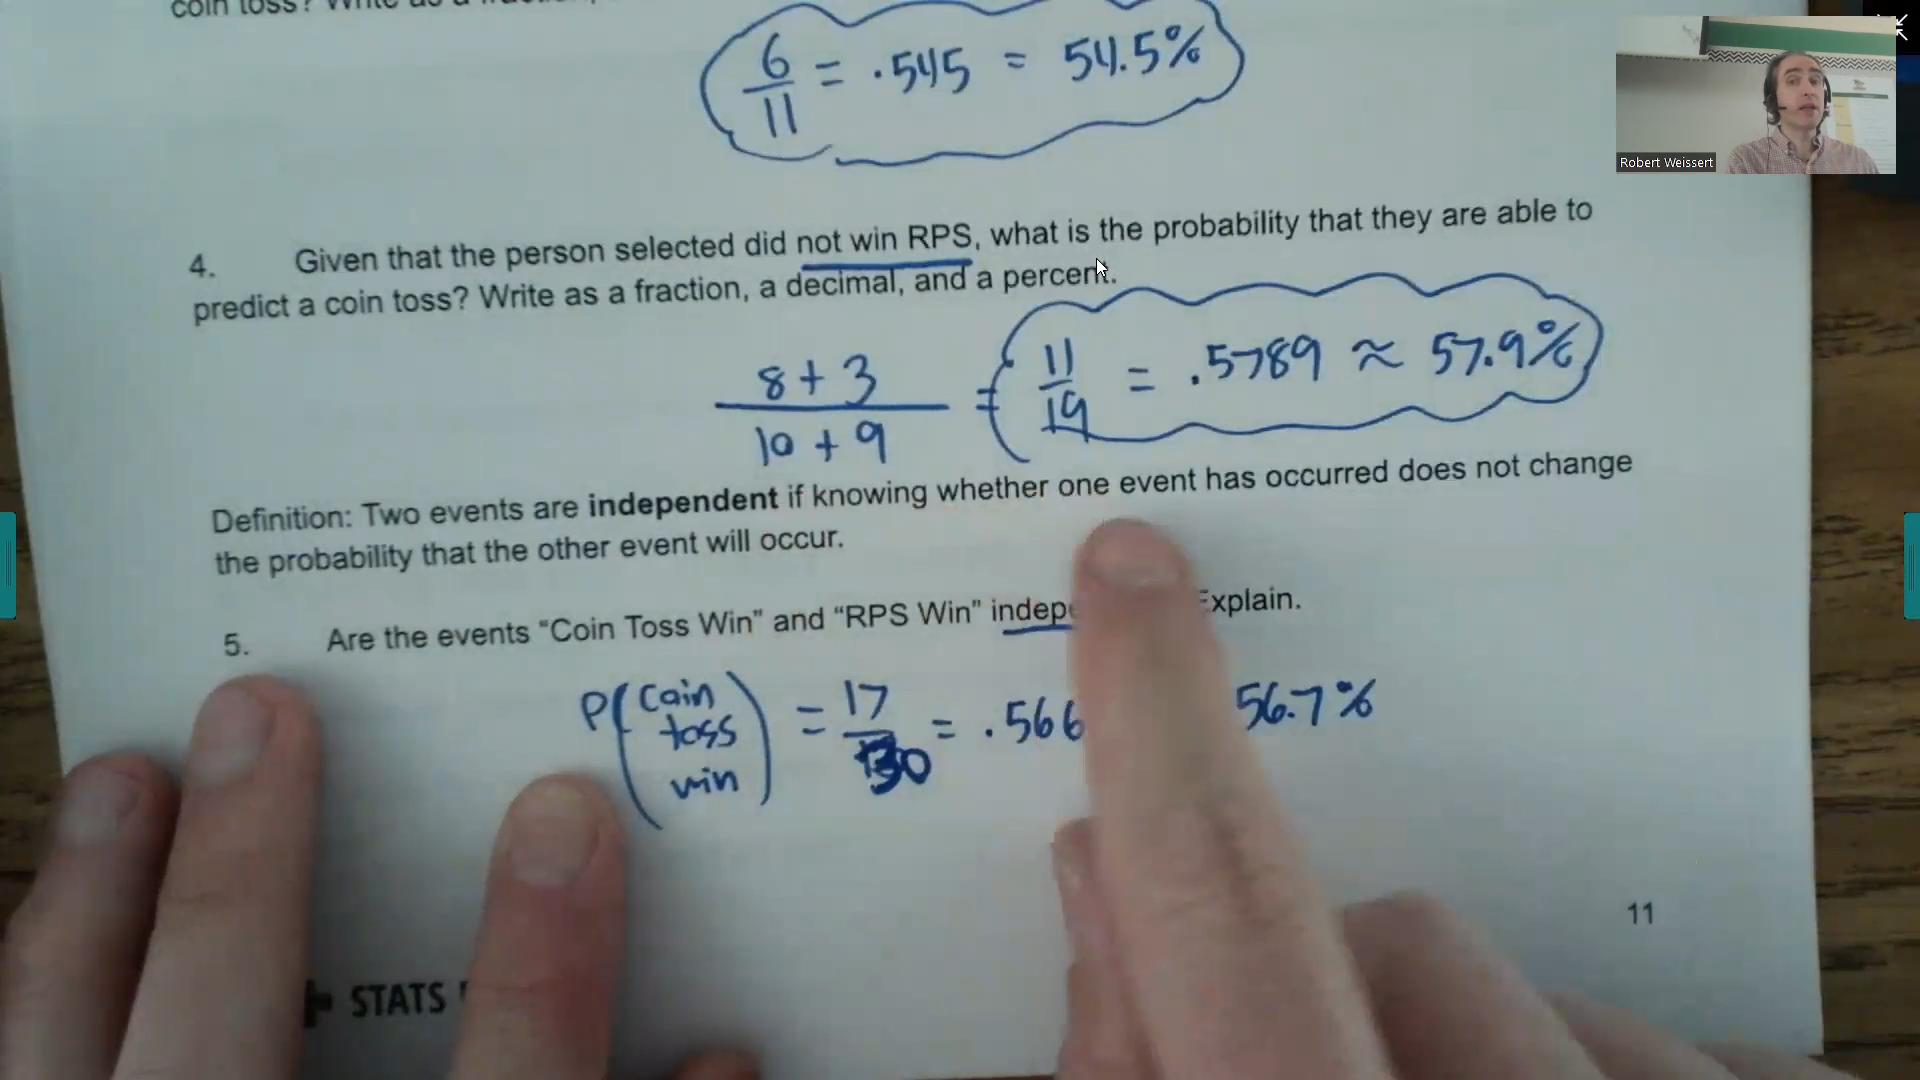 coin toss?
6/11 = .545 = 54.5%
Robert Weissert
4. Given that the person selected did not win RPS, what is the probability that they are able to
predict a coin toss? Write as a fraction, a decimal, and a percent.
8 + 3 / 10 + 9 = 11/19 = .5789 ≈ 57.9%
Definition: Two events are independent if knowing whether one event has occurred does not change
the probability that the other event will occur.
5. Are the events “Coin Toss Win” and “RPS Win” indep Explain.
P(Coin toss win) = 17/30 = .566 56.7%
11
STATS